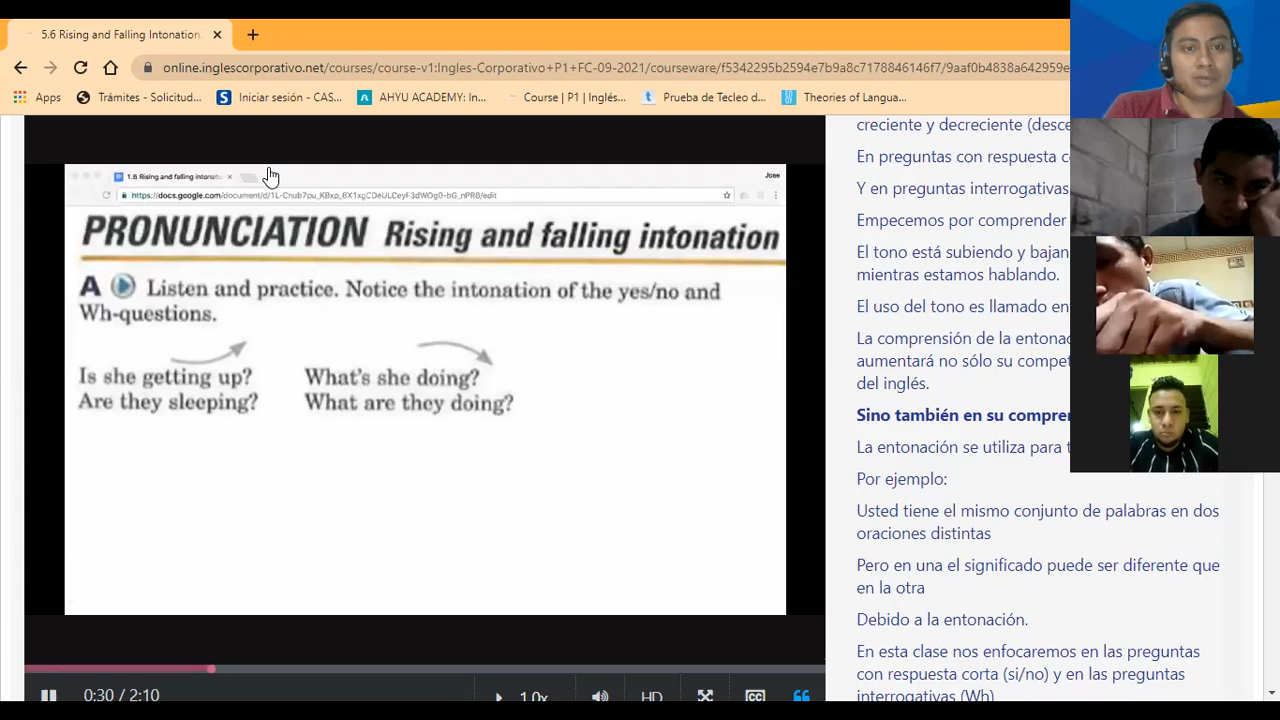 5.6 Rising and Falling Intonation
online.inglescorporativo.net/courses/course-v1:Ingles-Corporativo+P1+FC-09-2021/courseware/f5342295b2594e7b9a8c7178846146f7/9aaf0b4838a642959e
Apps Trámites - Solicitud... Iniciar sesión - CAS... AHYU ACADEMY: In... Course | P1 | Inglés... Prueba de Tecleo d... Theories of Langua...
1.6 Rising and falling intonatio
Jose
PRONUNCIATION Rising and falling intonation
A Listen and practice. Notice the intonation of the yes/no and
Wh-questions.
Is she getting up? What's she doing?
Are they sleeping? What are they doing?
0:30 / 2:10 1.0x HD CC
creciente y decreciente
En preguntas con respuesta
Y en preguntas interrogativas
Empecemos por comprender
El tono está subiendo y
mientras estamos hablando.
El uso del tono es llamado
La comprensión de la
aumentará no sólo su
del inglés.
Sino también en su
La entonación se utiliza para
Por ejemplo:
Usted tiene el mismo conjunto de palabras en dos
oraciones distintas
Pero en una el significado puede ser diferente que
en la otra
Debido a la entonación.
En esta clase nos enfocaremos en las preguntas
con respuesta corta (si/no) y en las preguntas
interrogativas (Wh)